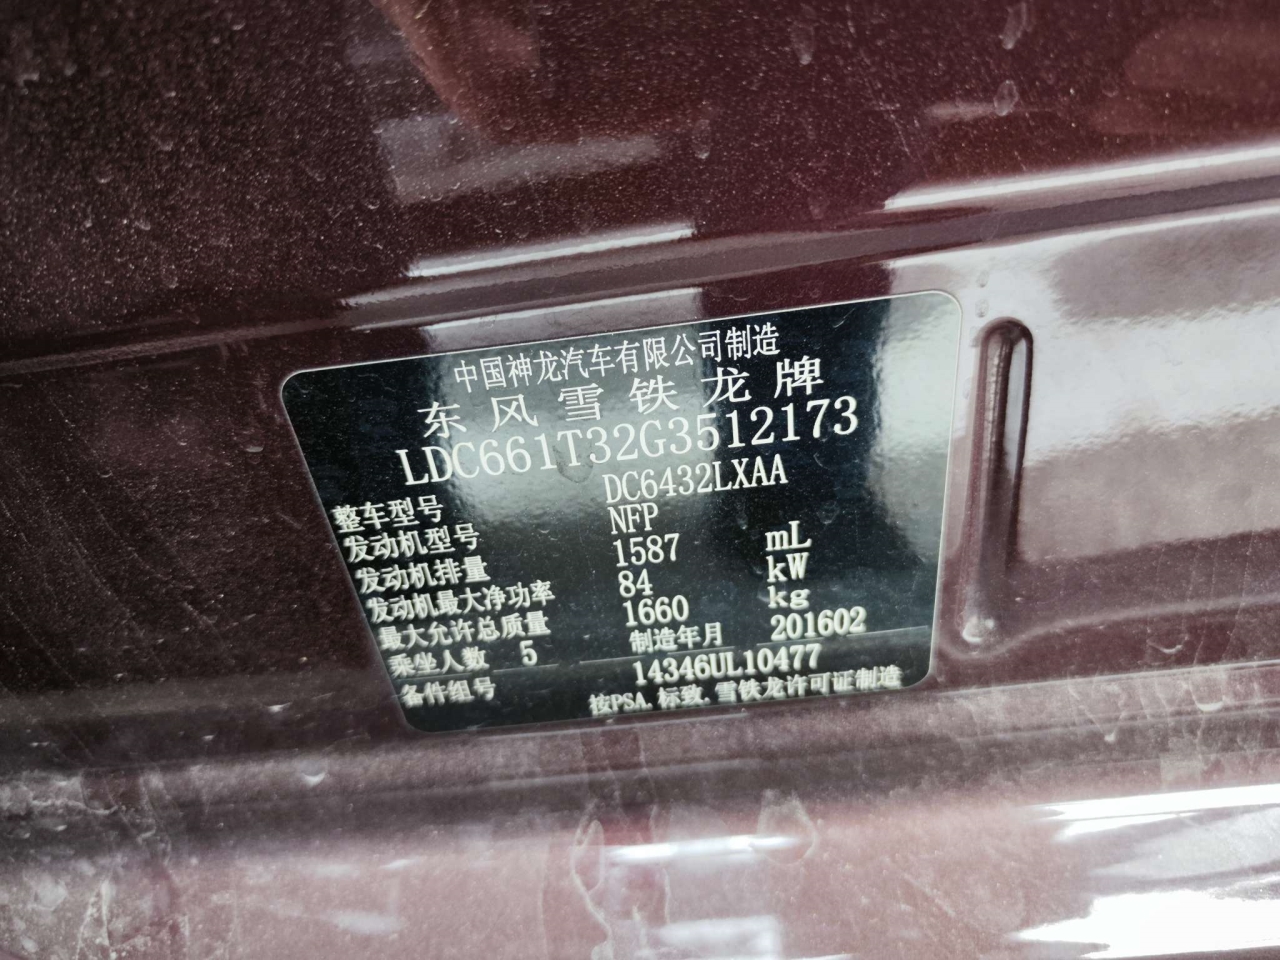 中国神龙汽车有限公司制造
东风雪铁龙牌
LDC661T32G3512173
整车型号 DC6432LXAA
发动机型号 NFP
发动机排量 1587 mL
发动机最大净功率 84 kW
最大允许总质量 1660 kg
乘坐人数 5 制造年月 201602
备件组号 14346UL10477
按PSA.标致.雪铁龙许可证制造